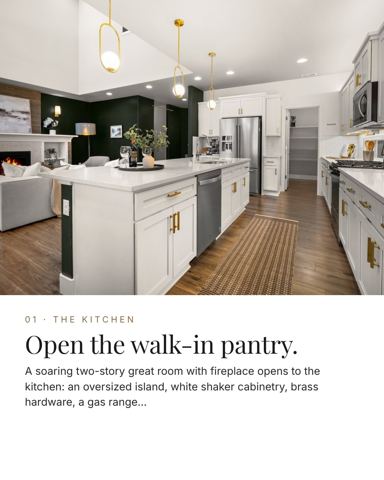 01 · THE KITCHEN
Open the walk-in pantry.
A soaring two-story great room with fireplace opens to the
kitchen: an oversized island, white shaker cabinetry, brass
hardware, a gas range...